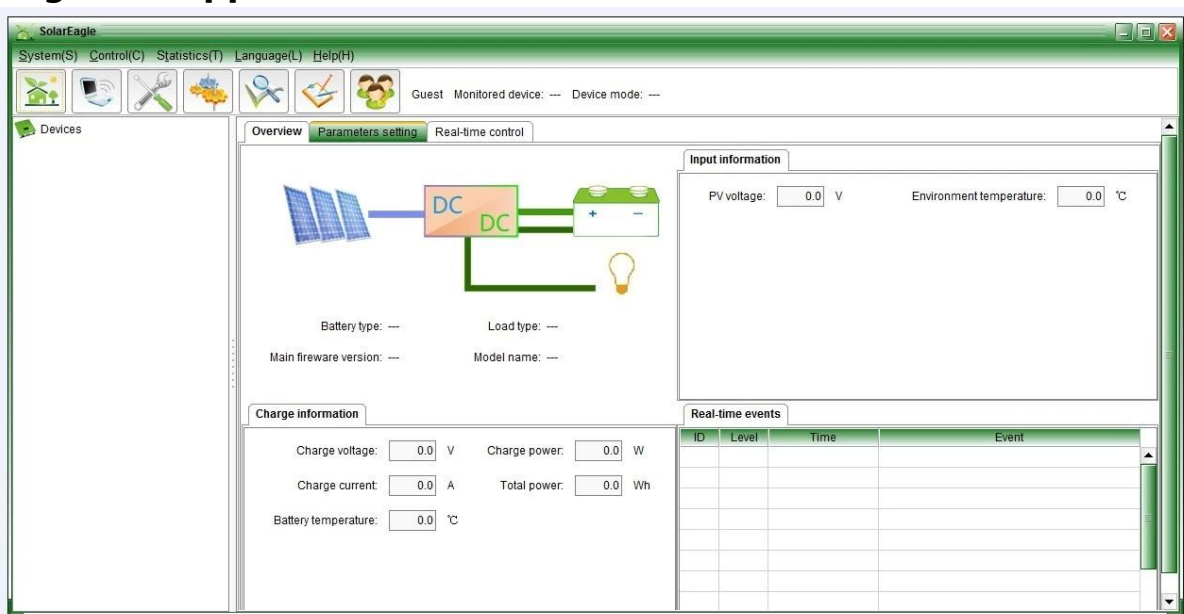 SolarEagle
System(S) Control(C) Statistics(T) Language(L) Help(H)
Guest Monitored device: --- Device mode: ---
Devices
Overview Parameters setting Real-time control
DC
DC
+ −
Battery type: --- Load type: ---
Main fireware version: --- Model name: ---
Input information
PV voltage: 0.0 V Environment temperature: 0.0 ℃
Charge information
Charge voltage: 0.0 V Charge power: 0.0 W
Charge current: 0.0 A Total power: 0.0 Wh
Battery temperature: 0.0 ℃
Real-time events
ID Level Time Event